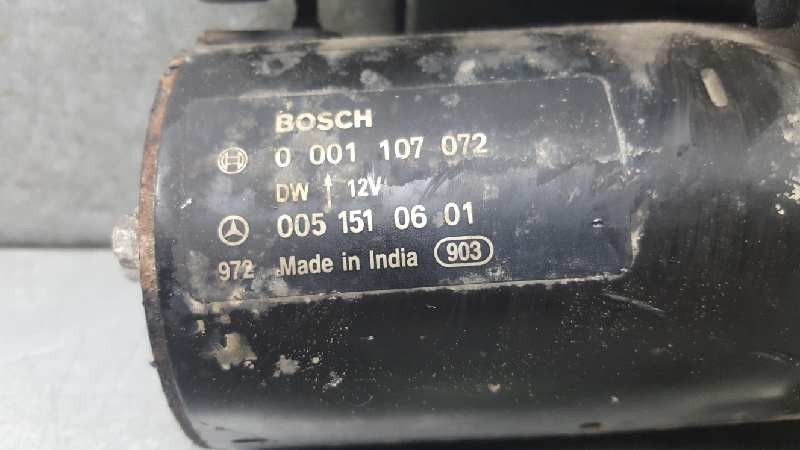 BOSCH
0 001 107 072
DW ↑ 12V
005 151 06 01
972 Made in India 903